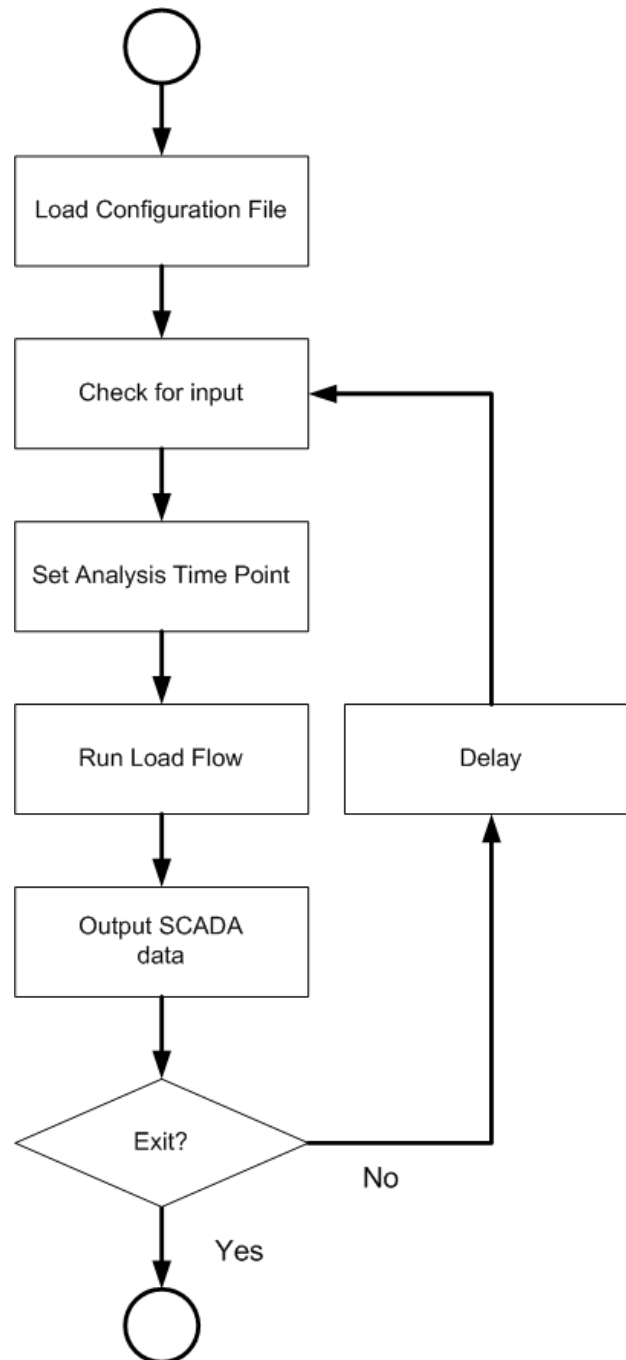 Load Configuration File
Check for input
Set Analysis Time Point
Run Load Flow
Delay
Output SCADA
data
Exit?
No
Yes